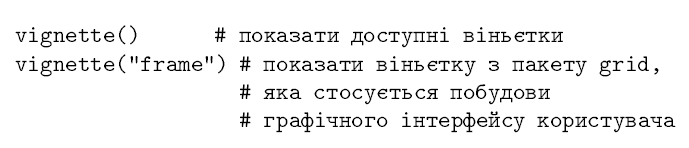 vignette()      # показати доступні віньєтки
vignette("frame") # показати віньєтку з пакету grid,
                  # яка стосується побудови
                  # графічного інтерфейсу користувача